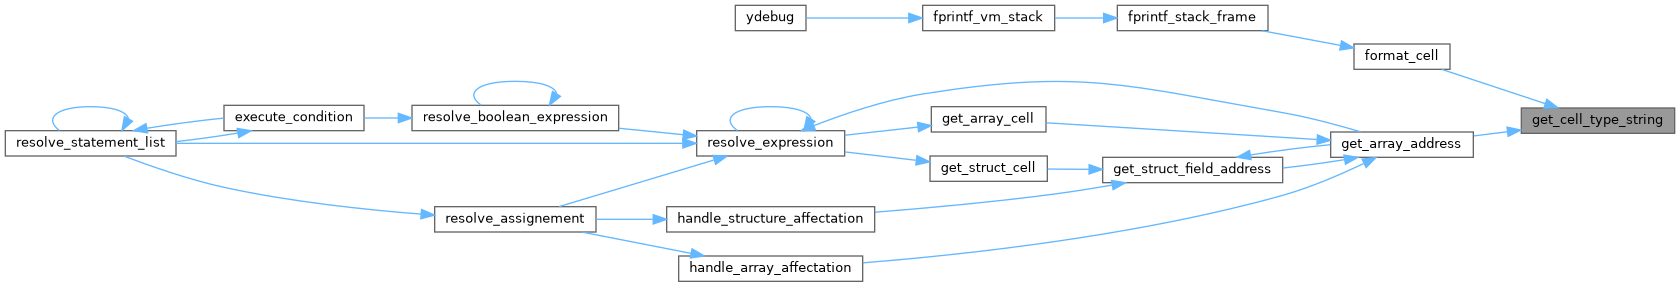 ydebug
fprintf_vm_stack
fprintf_stack_frame
format_cell
get_cell_type_string
execute_condition
resolve_boolean_expression
get_array_cell
resolve_statement_list
resolve_expression
get_array_address
get_struct_cell
get_struct_field_address
resolve_assignement
handle_structure_affectation
handle_array_affectation